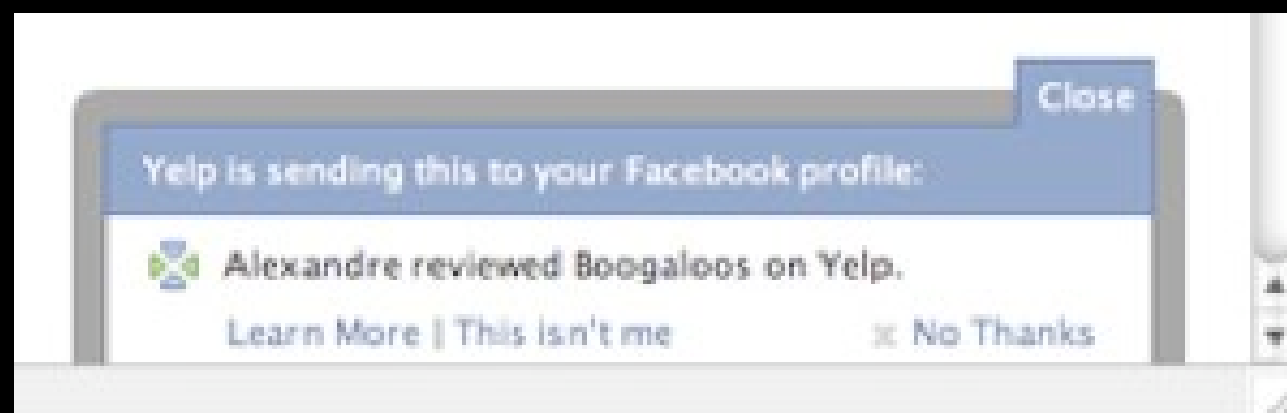 Close
Yelp is sending this to your Facebook profile:
Alexandre reviewed Boogaloos on Yelp.
Learn More | This isn't me x No Thanks